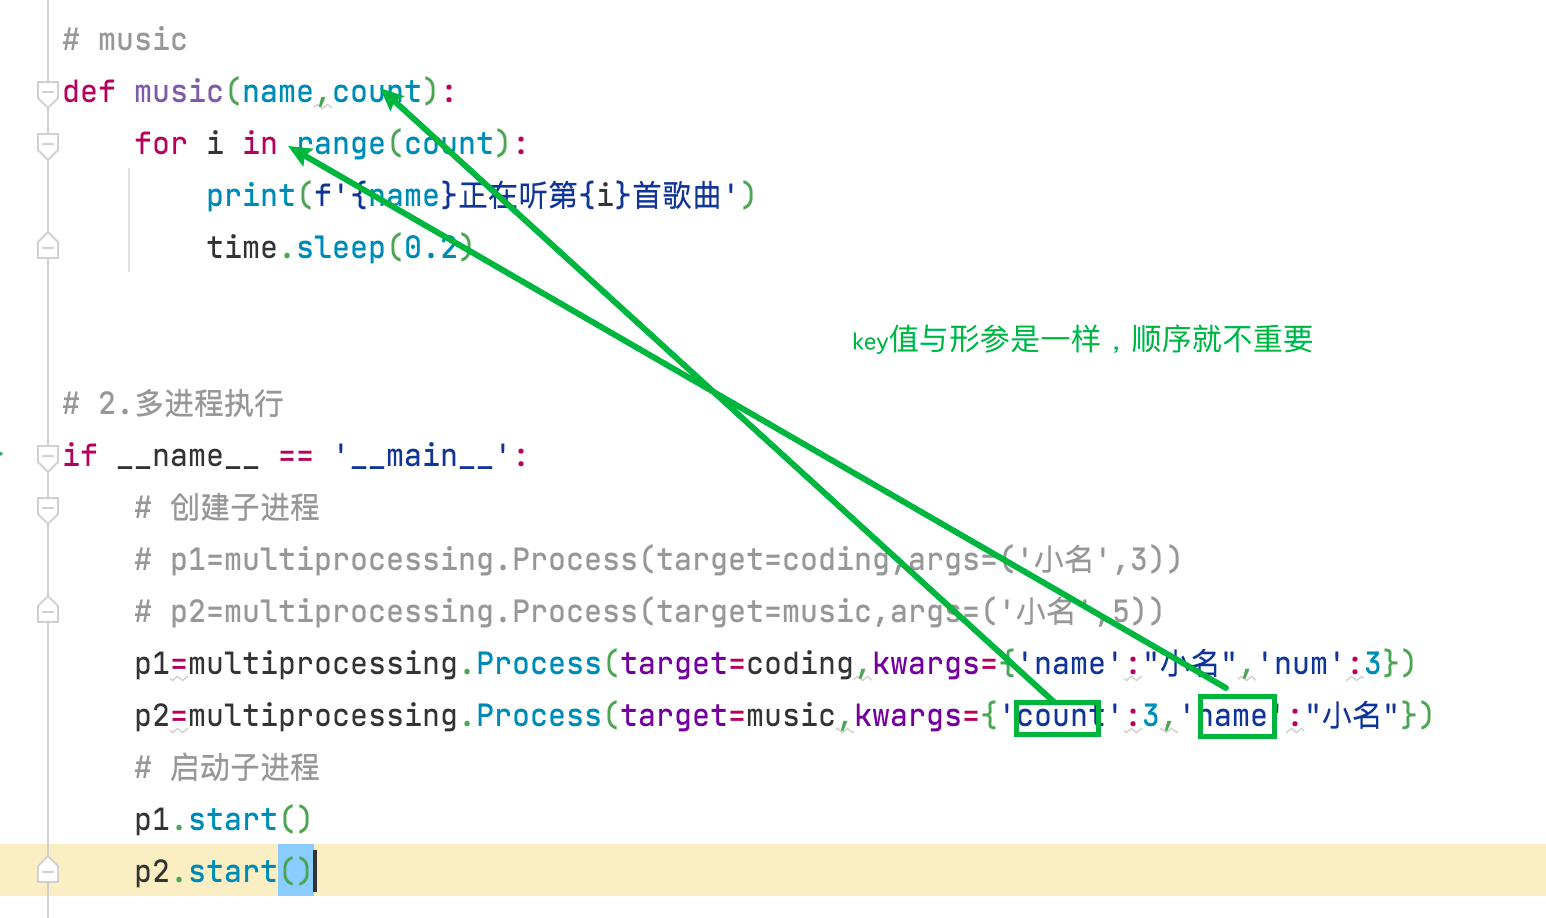 # music
def music(name,count):
    for i in range(count):
        print(f'{name}正在听第{i}首歌曲')
        time.sleep(0.2)
key值与形参是一样，顺序就不重要
# 2.多进程执行
if __name__ == '__main__':
    # 创建子进程
    # p1=multiprocessing.Process(target=coding,args=('小名',3))
    # p2=multiprocessing.Process(target=music,args=('小名',5))
    p1=multiprocessing.Process(target=coding,kwargs={'name':"小名",'num':3})
    p2=multiprocessing.Process(target=music,kwargs={'count':3,'name':"小名"})
    # 启动子进程
    p1.start()
    p2.start()